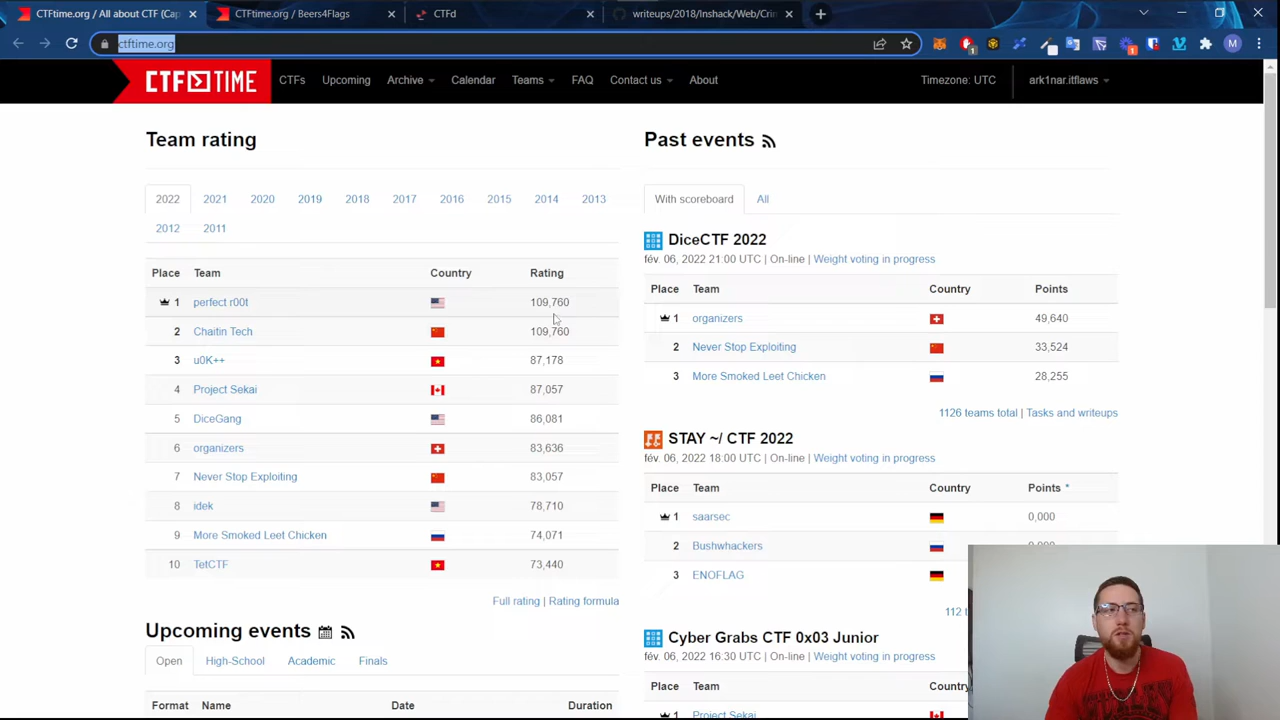 CTFtime.org / All about CTF (Cap
CTFtime.org / Beers4Flags
CTFd
writeups/2018/Inshack/Web/Crim
ctftime.org
M
CTF TIME
CTFs Upcoming Archive Calendar Teams FAQ Contact us About
Timezone: UTC
ark1nar.itflaws
Team rating
2022 2021 2020 2019 2018 2017 2016 2015 2014 2013
2012 2011
Place Team Country Rating
1 perfect r00t 109,760
2 Chaitin Tech 109,760
3 u0K++ 87,178
4 Project Sekai 87,057
5 DiceGang 86,081
6 organizers 83,636
7 Never Stop Exploiting 83,057
8 idek 78,710
9 More Smoked Leet Chicken 74,071
10 TetCTF 73,440
Full rating | Rating formula
Upcoming events
Open High-School Academic Finals
Format Name Date Duration
Past events
With scoreboard All
DiceCTF 2022
fév. 06, 2022 21:00 UTC | On-line | Weight voting in progress
Place Team Country Points
1 organizers 49,640
2 Never Stop Exploiting 33,524
3 More Smoked Leet Chicken 28,255
1126 teams total | Tasks and writeups
STAY ~/ CTF 2022
fév. 06, 2022 18:00 UTC | On-line | Weight voting in progress
Place Team Country Points *
1 saarsec 0,000
2 Bushwhackers
3 ENOFLAG
112 t
Cyber Grabs CTF 0x03 Junior
fév. 06, 2022 16:30 UTC | On-line | Weight voting in progress
Place Team Country
1 Project Sekai